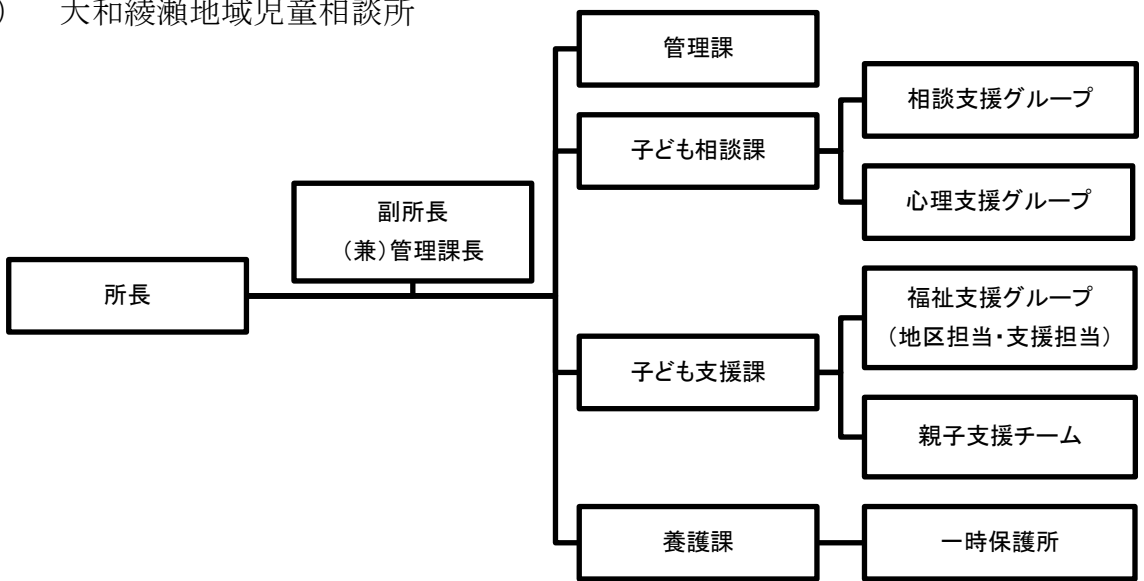 ） 大和綾瀬地域児童相談所
管理課
相談支援グループ
子ども相談課
心理支援グループ
副所長
（兼）管理課長
所長
福祉支援グループ
（地区担当・支援担当）
子ども支援課
親子支援チーム
養護課
一時保護所